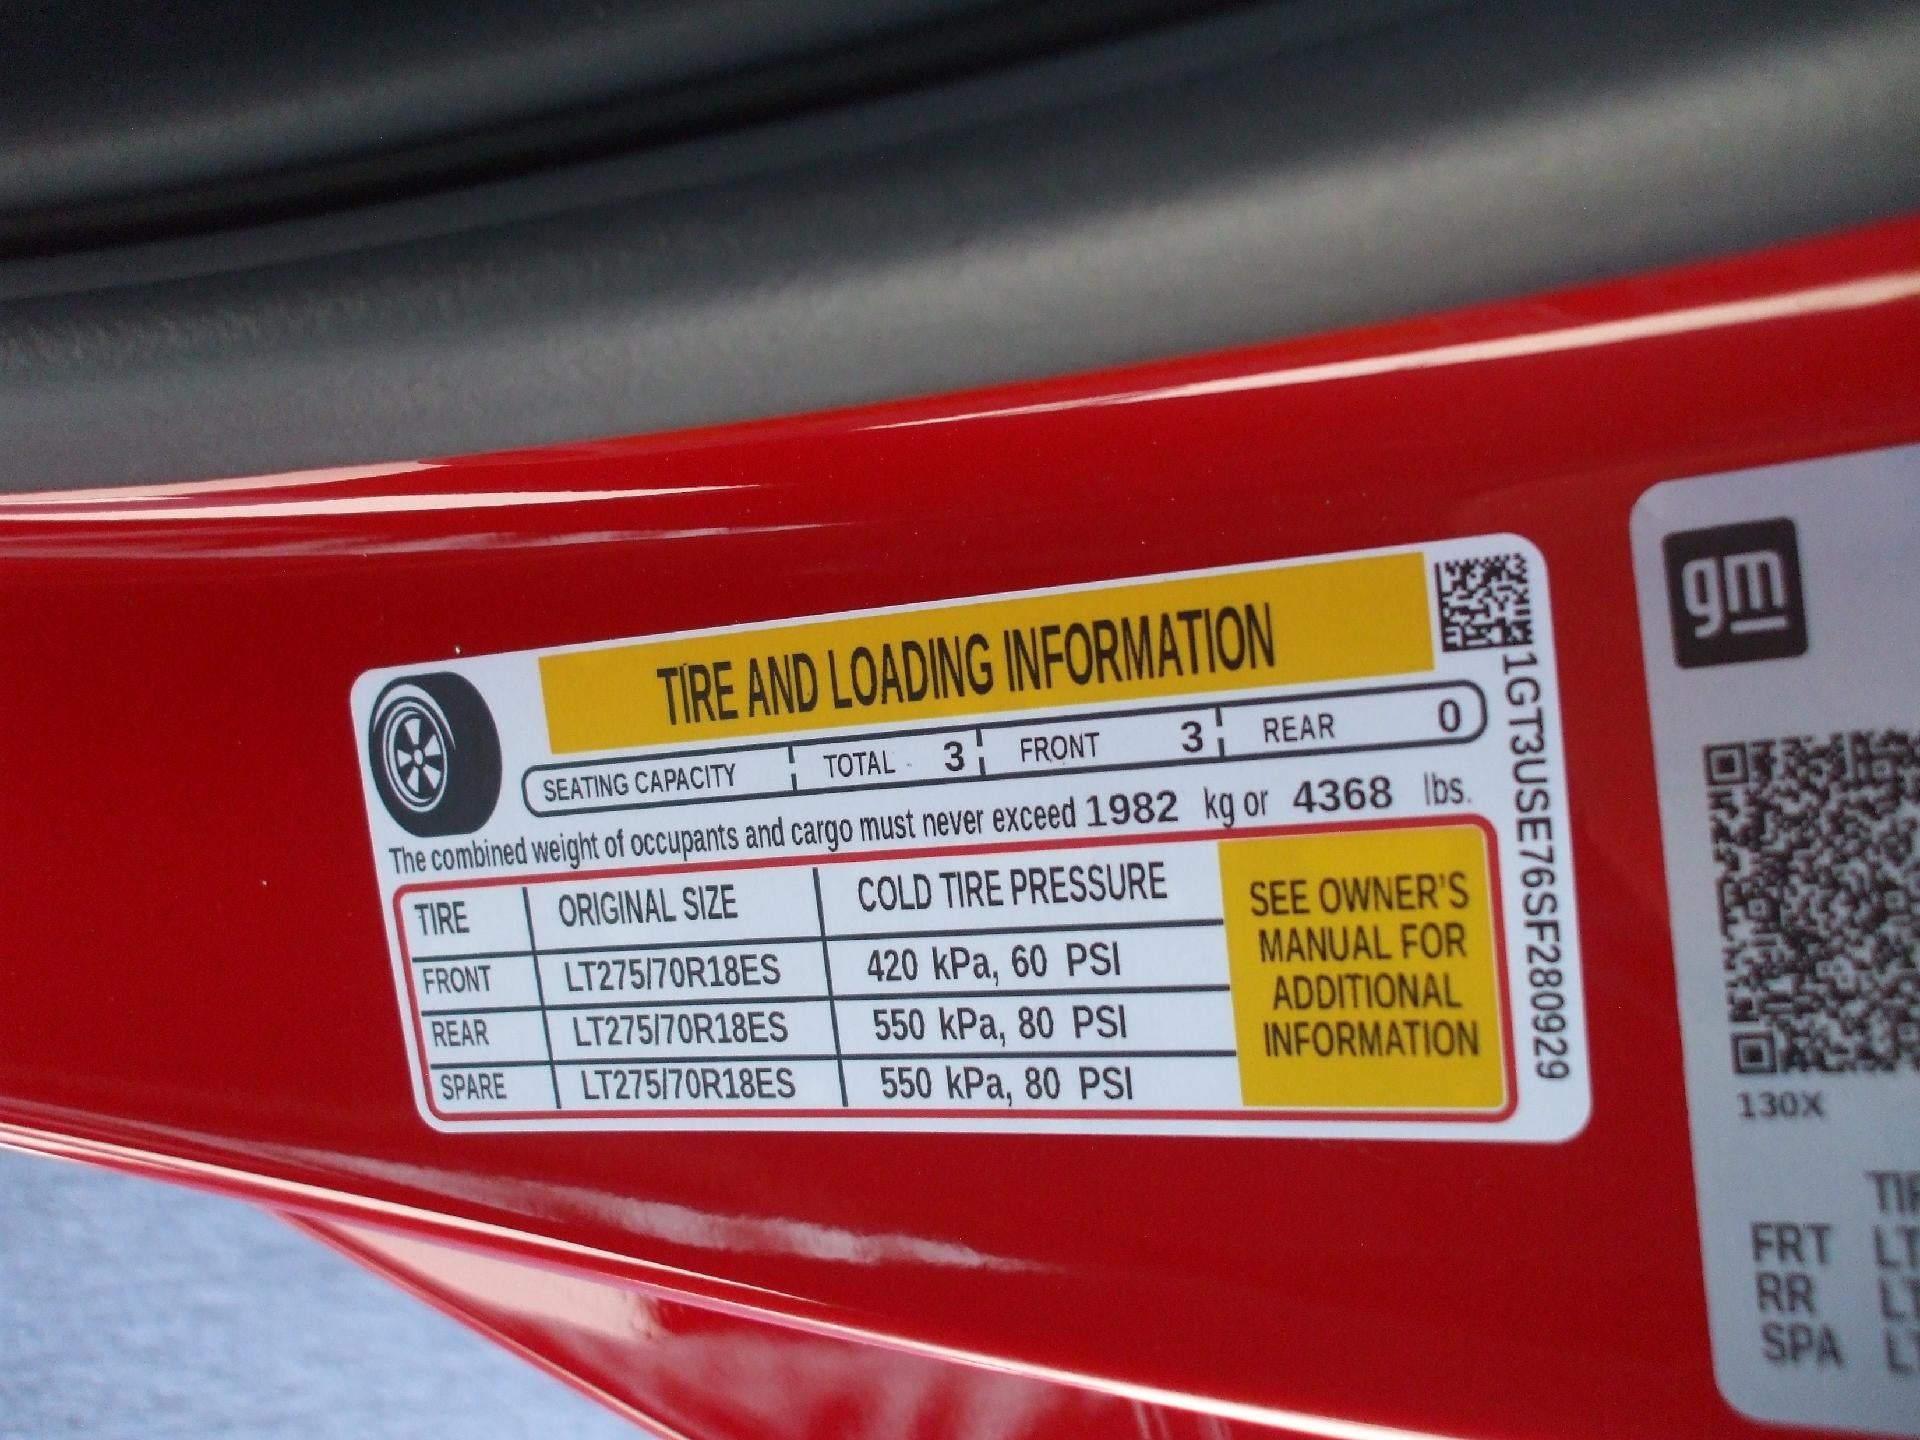 TIRE AND LOADING INFORMATION
SEATING CAPACITY TOTAL 3 FRONT 3 REAR 0
The combined weight of occupants and cargo must never exceed 1982 kg or 4368 lbs.
TIRE ORIGINAL SIZE COLD TIRE PRESSURE
FRONT LT275/70R18ES 420 kPa, 60 PSI
REAR LT275/70R18ES 550 kPa, 80 PSI
SPARE LT275/70R18ES 550 kPa, 80 PSI
SEE OWNER'S
MANUAL FOR
ADDITIONAL
INFORMATION
1GT3USE76SF280929
gm
130X
FRT LT
RR LT
SPA LT